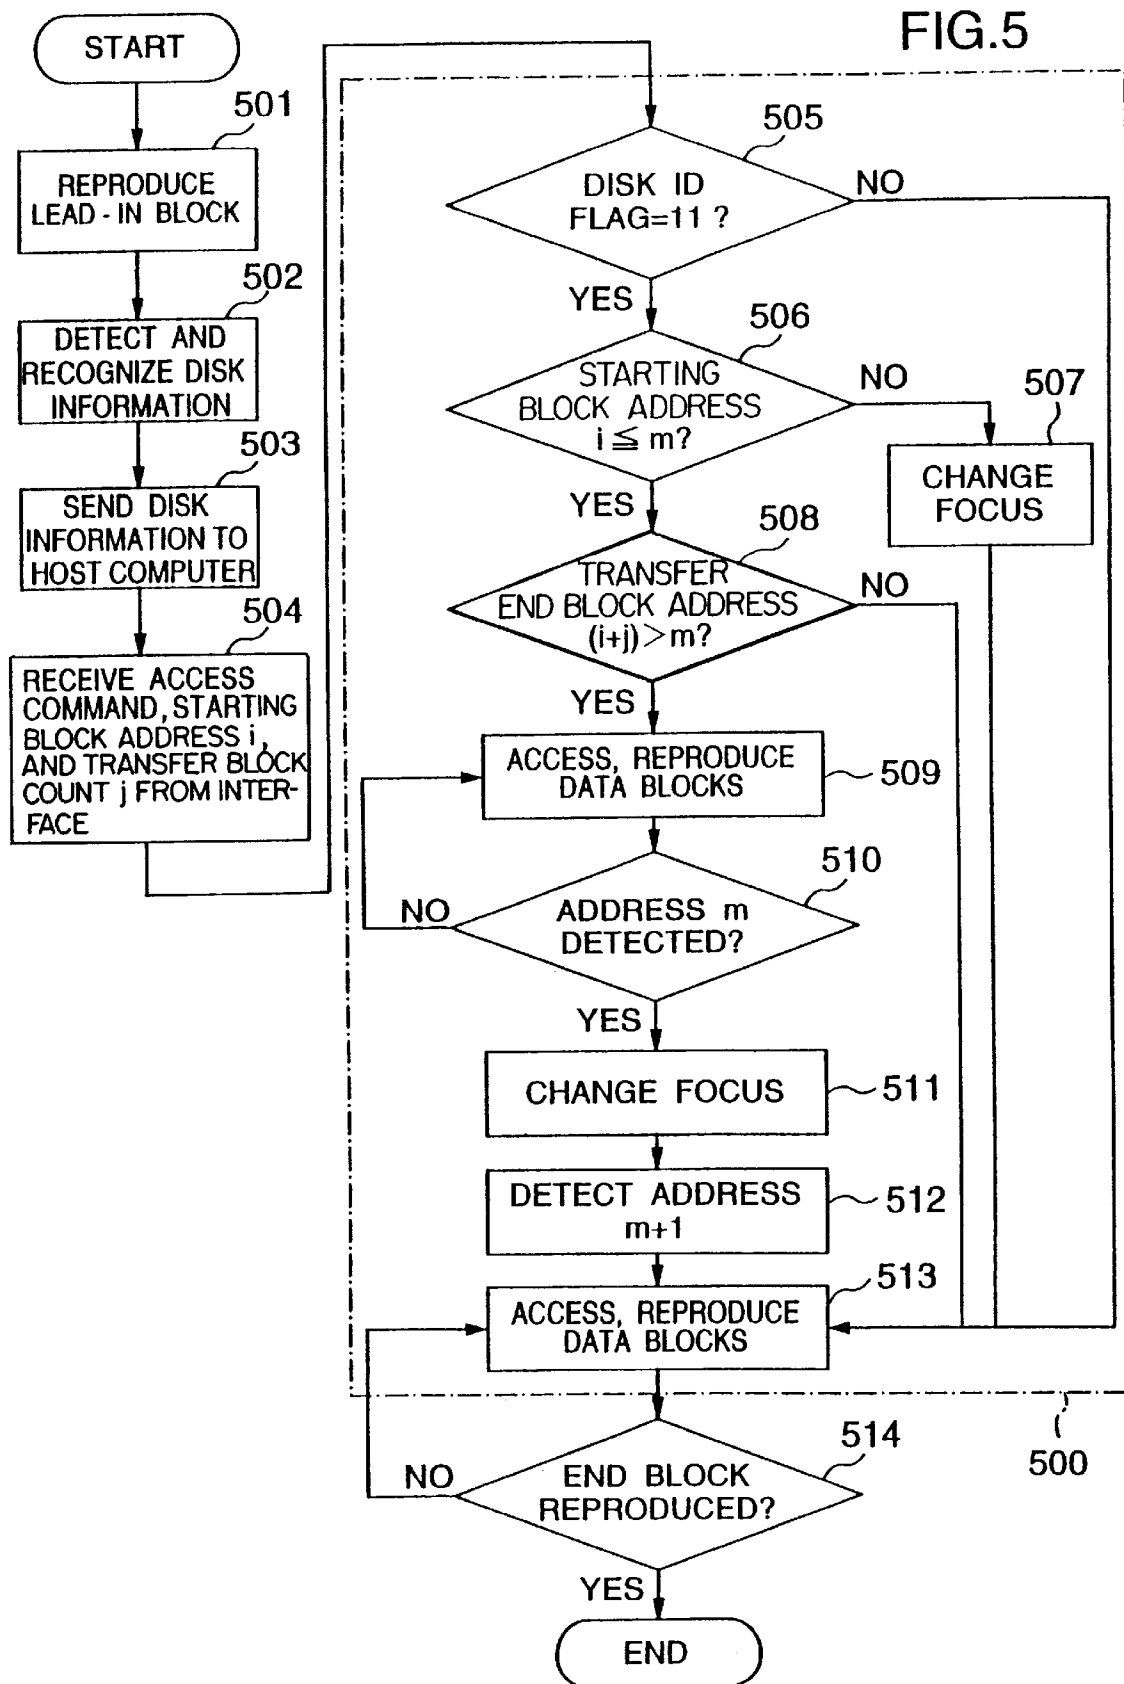 FIG.5
START
501
REPRODUCE
LEAD-IN BLOCK
502
DETECT AND
RECOGNIZE DISK
INFORMATION
503
SEND DISK
INFORMATION TO
HOST COMPUTER
504
RECEIVE ACCESS
COMMAND, STARTING
BLOCK ADDRESS i,
AND TRANSFER BLOCK
COUNT j FROM INTER-
FACE
505
DISK ID
FLAG=11 ?
NO
YES
506
STARTING
BLOCK ADDRESS
i ≦ m?
NO
507
CHANGE
FOCUS
YES
508
TRANSFER
END BLOCK ADDRESS
(i+j) > m?
NO
YES
ACCESS, REPRODUCE
DATA BLOCKS
509
510
ADDRESS m
DETECTED?
NO
YES
CHANGE FOCUS
511
DETECT ADDRESS
m+1
512
513
ACCESS, REPRODUCE
DATA BLOCKS
500
514
END BLOCK
REPRODUCED?
NO
YES
END